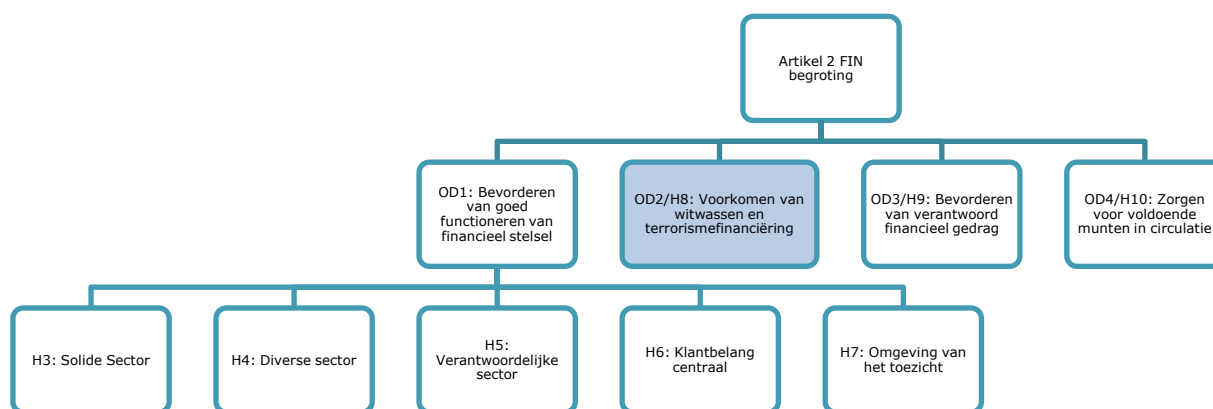 Artikel 2 FIN
begroting
OD1: Bevorderen
van goed
functioneren van
financieel stelsel
OD2/H8: Voorkomen van
witwassen en
terrorismefinanciëring
OD3/H9: Bevorderen
van verantwoord
financieel gedrag
OD4/H10: Zorgen
voor voldoende
munten in circulatie
H3: Solide Sector
H4: Diverse sector
H5:
Verantwoordelijke
sector
H6: Klantbelang
centraal
H7: Omgeving van
het toezicht